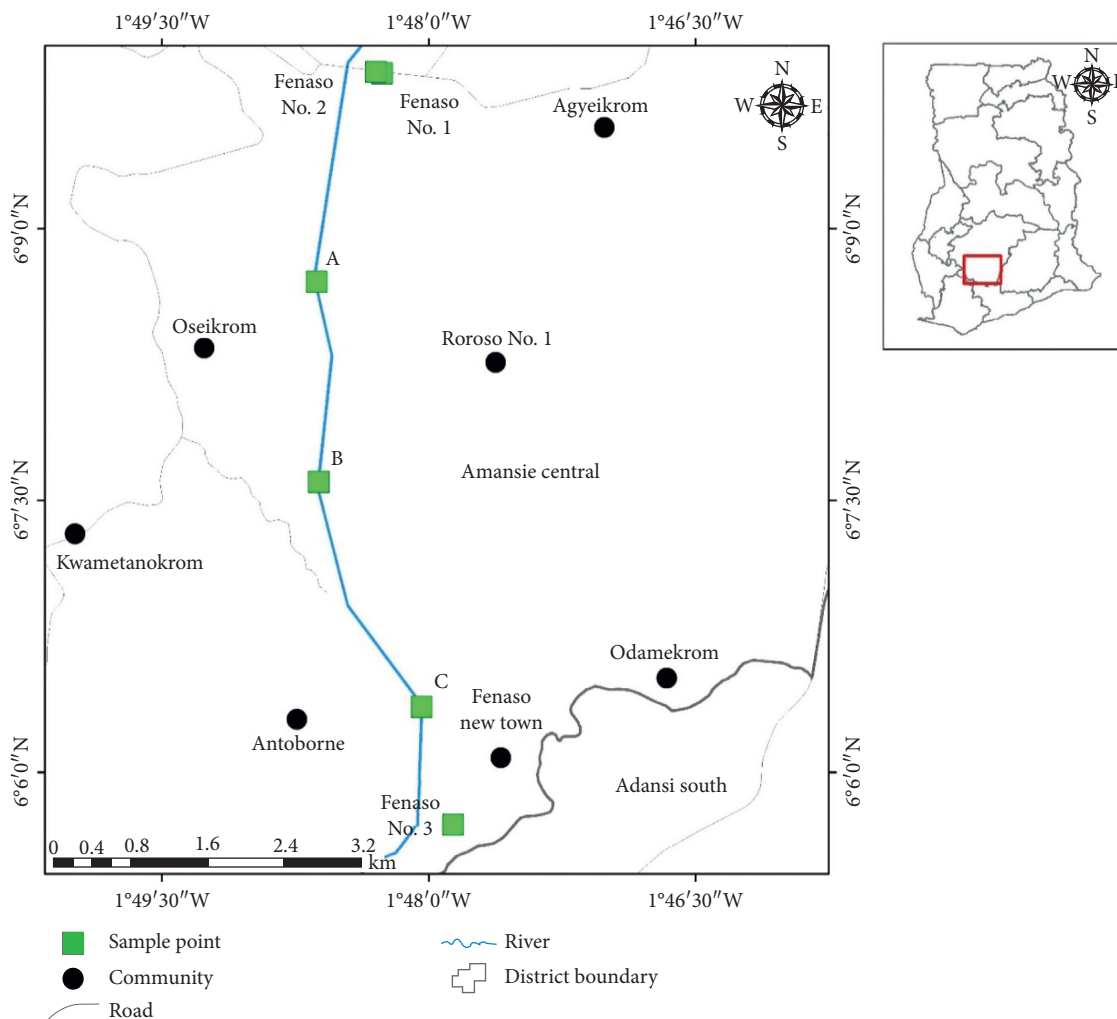 1°49′30″W 1°48′0″W 1°46′30″W
Fenaso
No. 2
Fenaso
No. 1
Agyeikrom
N
W E
S
N
W
S
6°9′0″N 6°9′0″N
A
Oseikrom
Roroso No. 1
B
Amansie central
6°7′30″N 6°7′30″N
Kwametanokrom
Odamekrom
C
Fenaso
new town
Antoborne
6°6′0″N 6°6′0″N
Adansi south
Fenaso
No. 3
0 0.4 0.8 1.6 2.4 3.2
km
1°49′30″W 1°48′0″W 1°46′30″W
Sample point
Community
Road
River
District boundary